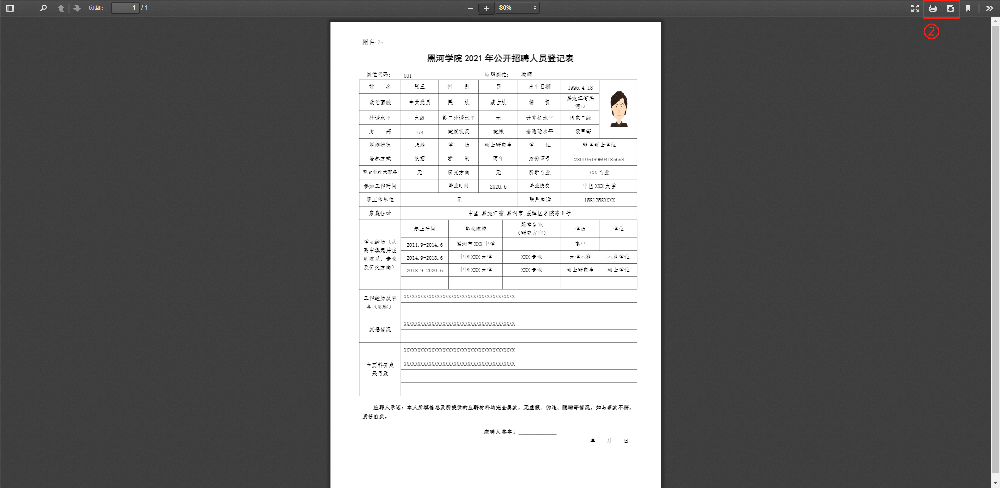 页面： 1 / 1 80%
②
附件 2：
黑河学院 2021 年公开招聘人员登记表
岗位代码： 001 应聘岗位： 教师
姓 名 张三 性 别 男 出生日期 1996.4.18
政治面貌 中共党员 民 族 蒙古族 籍 贯 黑龙江省黑
河市
外语水平 六级 第二外语水平 无 计算机水平 国家二级
身 高 174 健康状况 健康 普通话水平 一级甲等
婚姻状况 未婚 学 历 硕士研究生 学 位 理学硕士学位
培养方式 统招 学 制 两年 身份证号 230106199604185658
现专业技术职务 无 研究方向 无 所学专业 XXX 专业
参加工作时间 毕业时间 2020.6 毕业院校 中国 XXX 大学
现工作单位 无 联系电话 1581258XXXX
家庭住址 中国,黑龙江省,黑河市,爱辉区学院路 1 号
学习经历（从
高中填起并注
明院系、专业
及研究方向）
起止时间 毕业院校 所学专业
（研究方向） 学历 学位
2011.9-2014.6 黑河市 XXX 中学 高中
2014.9-2018.6 中国 XXX 大学 XXX 专业 大学本科 本科学位
2018.9-2020.6 中国 XXX 大学 XXX 专业 硕士研究生 硕士学位
工作经历及职
务（职称）
XXXXXXXXXXXXXXXXXXXXXXXXXXXXXXXXXXXXXXXX
奖惩情况
XXXXXXXXXXXXXXXXXXXXXXXXXXXXXXXXXXXXXXXX
主要科研成
果目录
XXXXXXXXXXXXXXXXXXXXXXXXXXXXXXXXXXXXXXXX
XXXXXXXXXXXXXXXXXXXXXXXXXXXXXXXXXXXXXXXX
应聘人承诺：本人所填信息及所提供的应聘材料均完全属实，无虚假、伪造、隐瞒等情况，如与事实不符，
责任自负。
应聘人签字：_____________
年 月 日